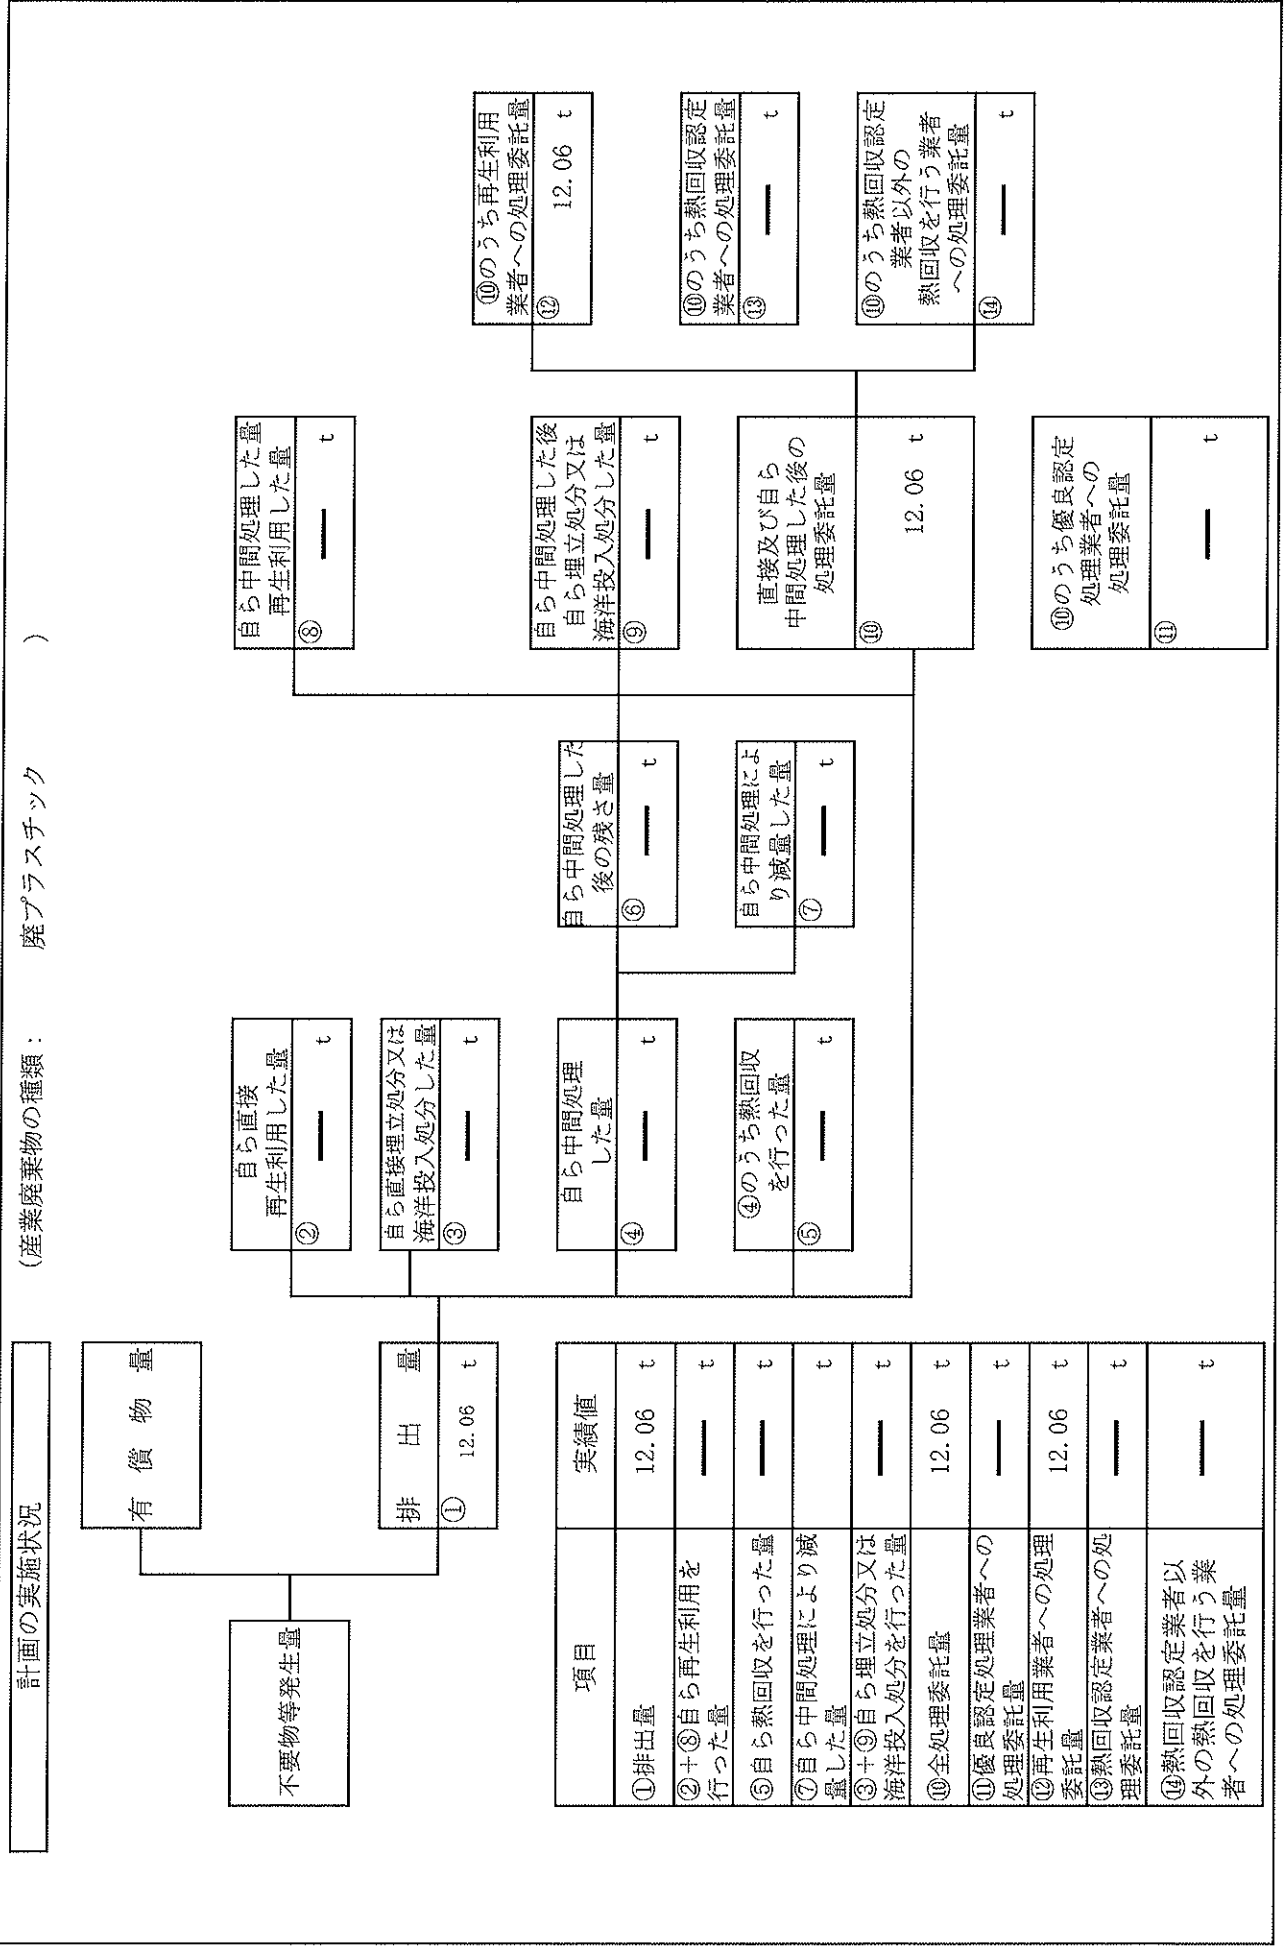 計画の実施状況
(産業廃棄物の種類： 廃プラスチック )
不要物等発生量
有 償 物 量
排 出 量
① 12.06 t
自ら直接
再生利用した量
② ー t
自ら直接埋立処分又は
海洋投入処分した量
③ ー t
自ら中間処理
した量
④ ー t
④のうち熱回収
を行った量
⑤ ー t
自ら中間処理した
後の残さ量
⑥ ー t
自ら中間処理によ
り減量した量
⑦ ー t
自ら中間処理した量
再生利用した量
⑧ ー t
自ら中間処理した後
自ら埋立処分又は
海洋投入処分した量
⑨ ー t
直接及び自ら
中間処理した後の
処理委託量
⑩ 12.06 t
⑩のうち優良認定
処理業者への
処理委託量
⑪ ー t
⑩のうち再生利用
業者への処理委託量
⑫ 12.06 t
⑩のうち熱回収認定
業者への処理委託量
⑬ ー t
⑩のうち熱回収認定
業者以外の
熱回収を行う業者
への処理委託量
⑭ ー t
項目 実績値
①排出量 12.06 t
②＋⑧自ら再生利用を
行った量 ー t
⑤自ら熱回収を行った量 ー t
⑦自ら中間処理により減
量した量 t
③＋⑨自ら埋立処分又は
海洋投入処分を行った量 ー t
⑩全処理委託量 12.06 t
⑪優良認定処理業者への
処理委託量 ー t
⑫再生利用業者への処理
委託量 12.06 t
⑬熱回収認定業者への処
理委託量 ー t
⑭熱回収認定業者以
外の熱回収を行う業
者への処理委託量 ー t